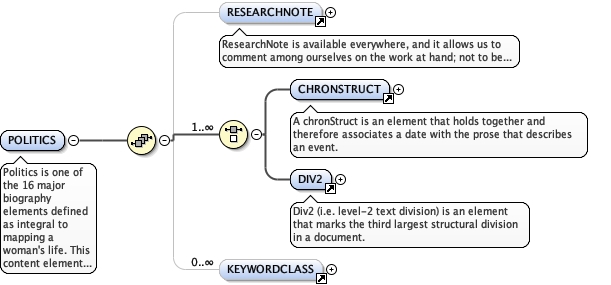 RESEARCHNOTE
ResearchNote is available everywhere, and it allows us to
comment among ourselves on the work at hand; not to be...
CHRONSTRUCT
1..∞
A chronStruct is an element that holds together and
therefore associates a date with the prose that describes
an event.
POLITICS
Politics is one of
the 16 major
biography
elements defined
as integral to
mapping a
woman's life. This
content element...
DIV2
Div2 (i.e. level-2 text division) is an element
that marks the third largest structural division
in a document.
0..∞
KEYWORDCLASS